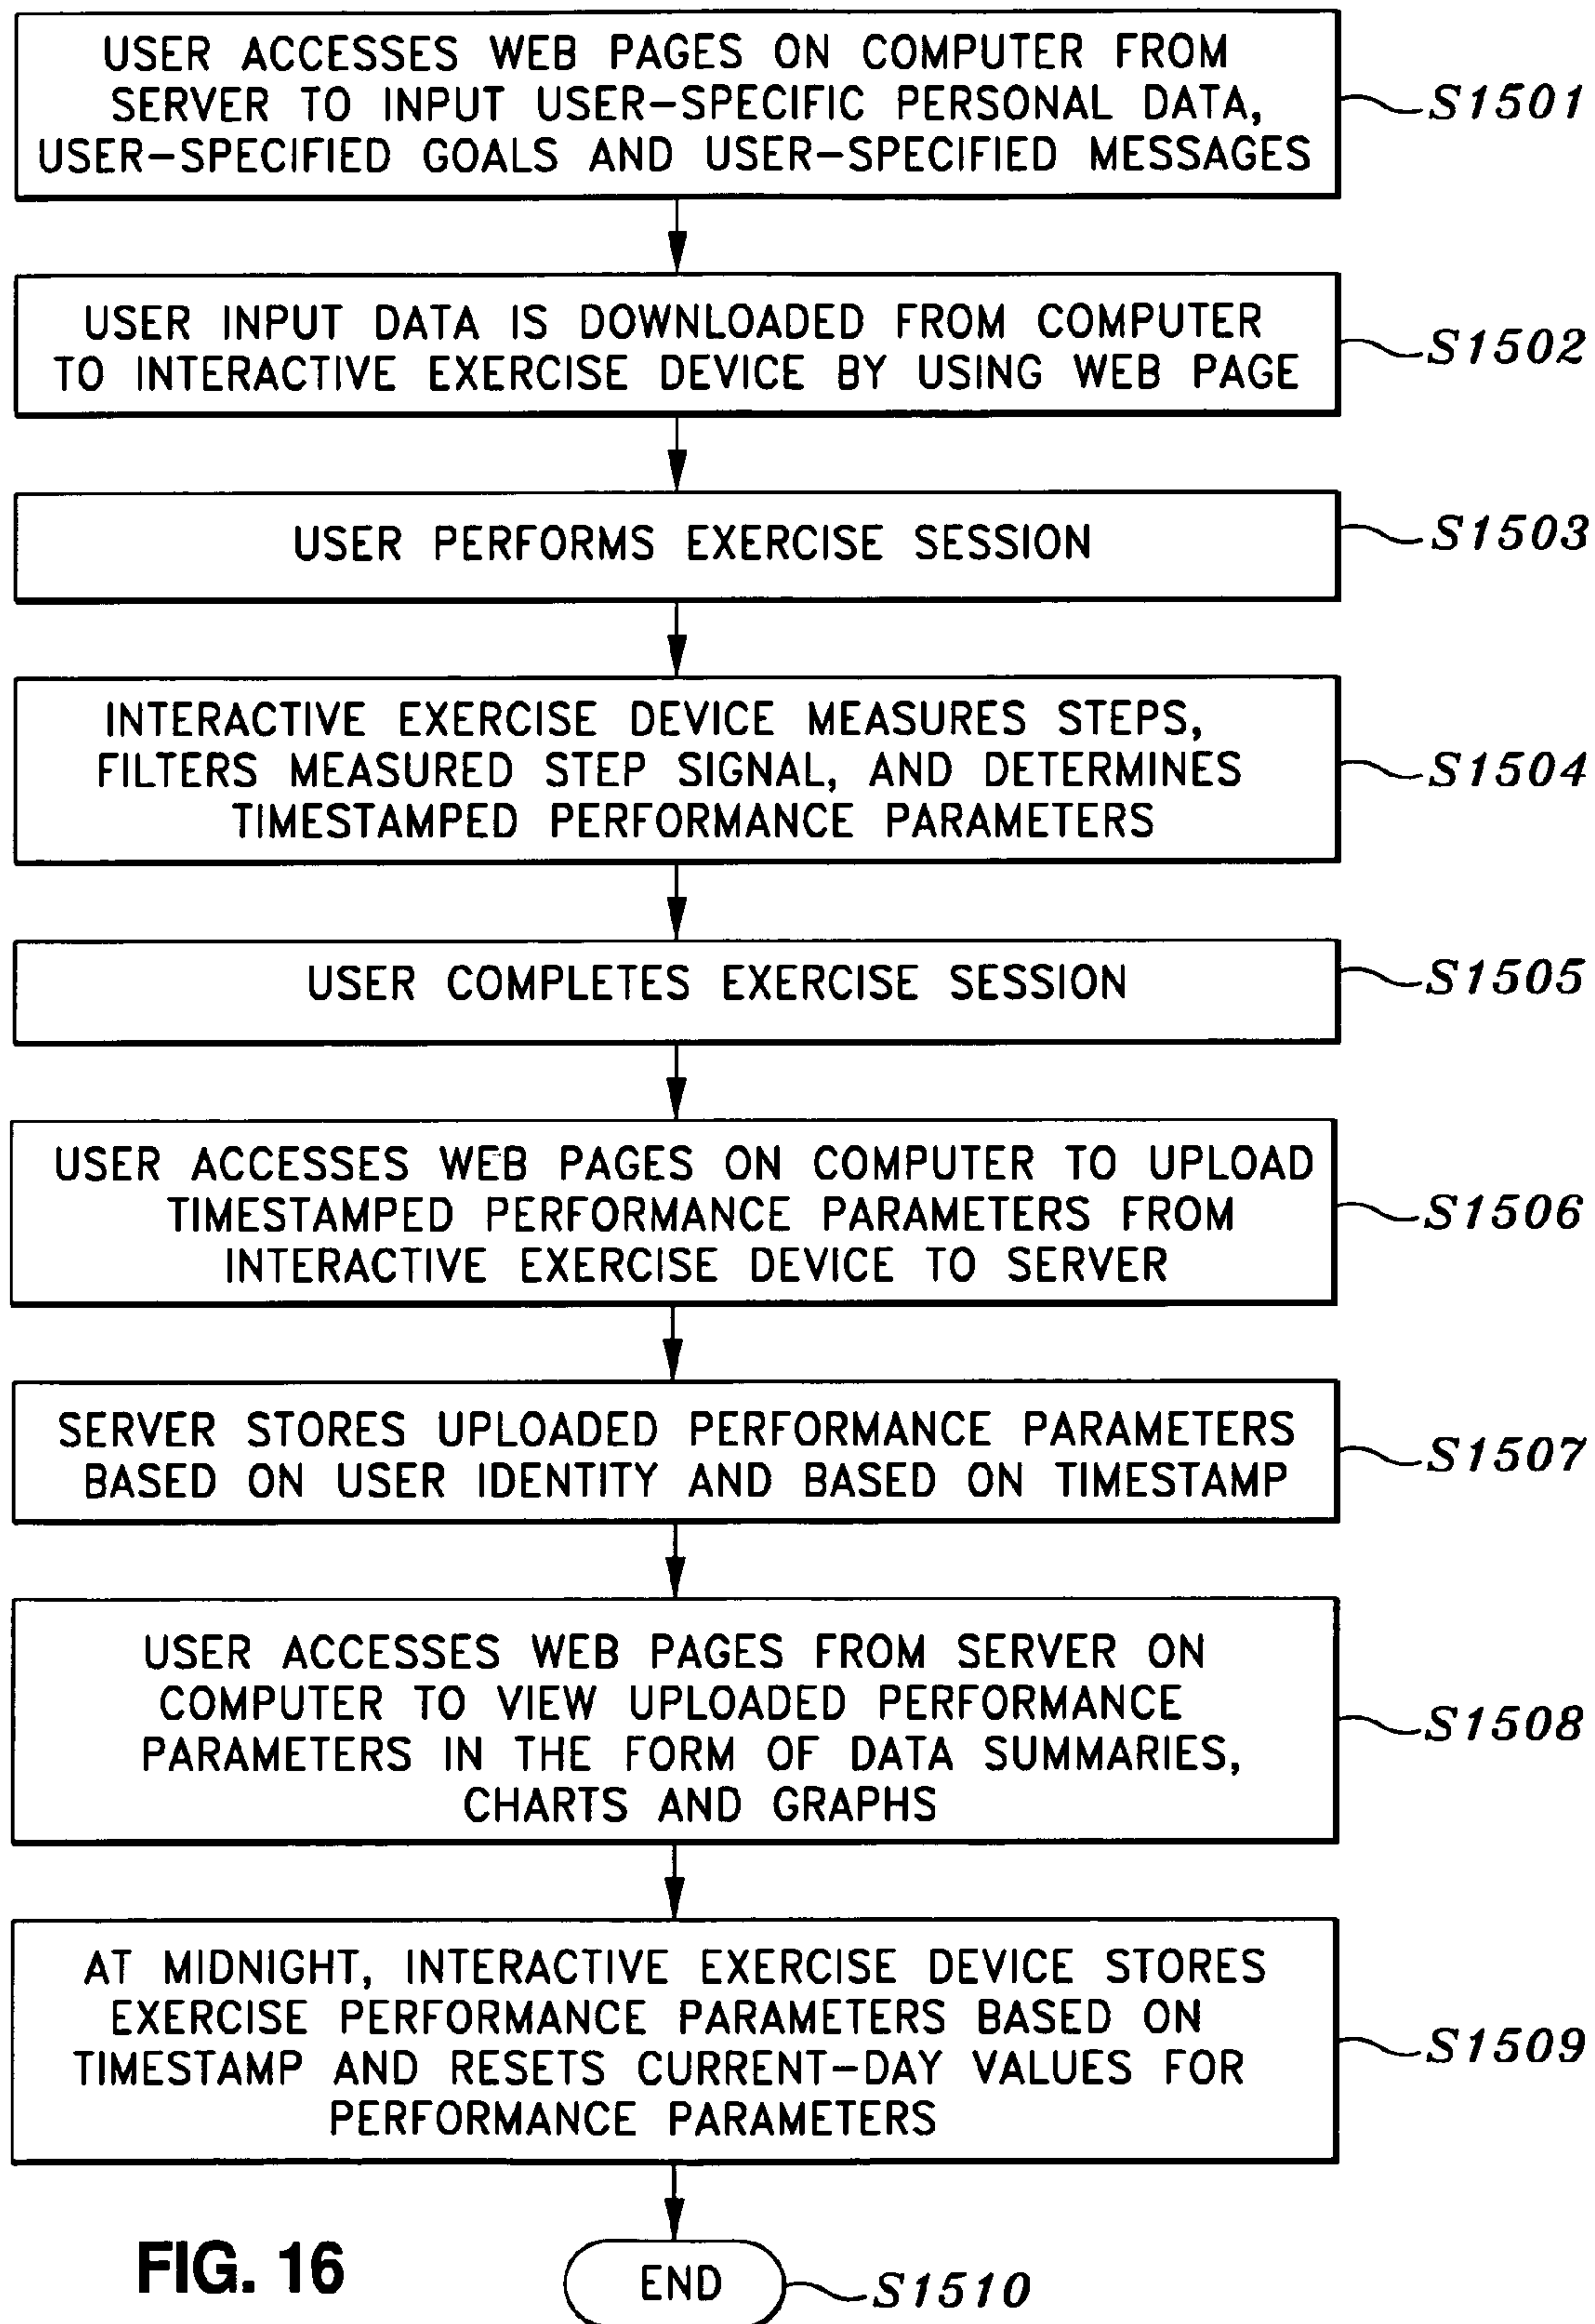 USER ACCESSES WEB PAGES ON COMPUTER FROM
SERVER TO INPUT USER-SPECIFIC PERSONAL DATA,
USER-SPECIFIED GOALS AND USER-SPECIFIED MESSAGES
S1501
USER INPUT DATA IS DOWNLOADED FROM COMPUTER
TO INTERACTIVE EXERCISE DEVICE BY USING WEB PAGE
S1502
USER PERFORMS EXERCISE SESSION
S1503
INTERACTIVE EXERCISE DEVICE MEASURES STEPS,
FILTERS MEASURED STEP SIGNAL, AND DETERMINES
TIMESTAMPED PERFORMANCE PARAMETERS
S1504
USER COMPLETES EXERCISE SESSION
S1505
USER ACCESSES WEB PAGES ON COMPUTER TO UPLOAD
TIMESTAMPED PERFORMANCE PARAMETERS FROM
INTERACTIVE EXERCISE DEVICE TO SERVER
S1506
SERVER STORES UPLOADED PERFORMANCE PARAMETERS
BASED ON USER IDENTITY AND BASED ON TIMESTAMP
S1507
USER ACCESSES WEB PAGES FROM SERVER ON
COMPUTER TO VIEW UPLOADED PERFORMANCE
PARAMETERS IN THE FORM OF DATA SUMMARIES,
CHARTS AND GRAPHS
S1508
AT MIDNIGHT, INTERACTIVE EXERCISE DEVICE STORES
EXERCISE PERFORMANCE PARAMETERS BASED ON
TIMESTAMP AND RESETS CURRENT-DAY VALUES FOR
PERFORMANCE PARAMETERS
S1509
END
S1510
FIG. 16